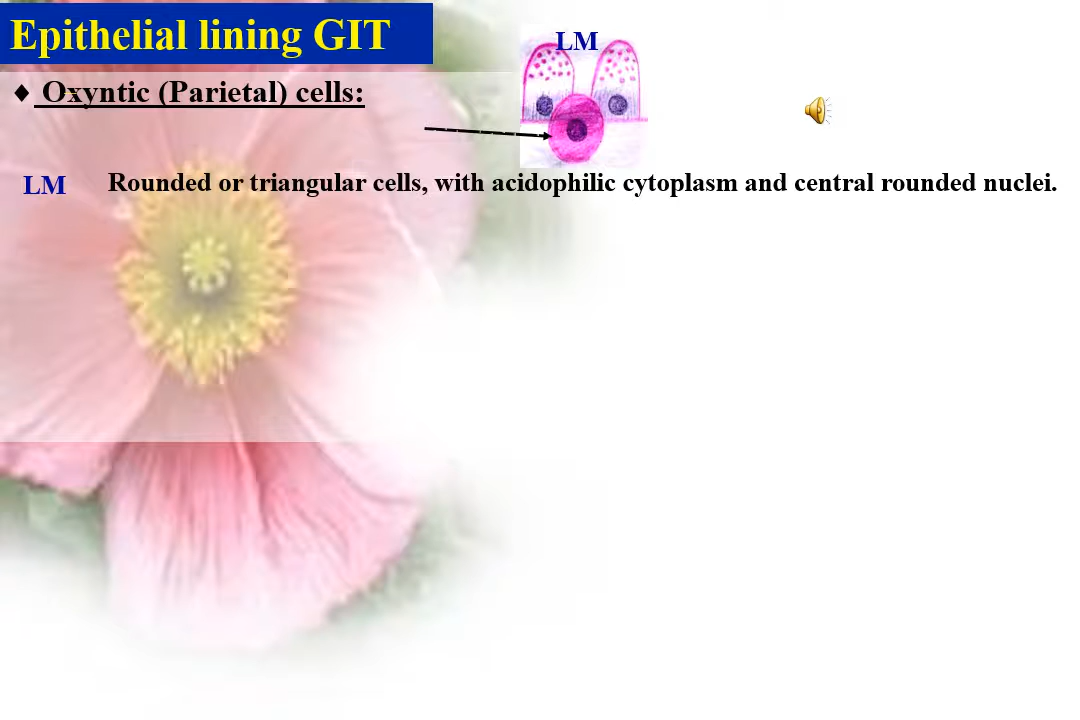 Epithelial lining GIT
LM
♦ Oxyntic (Parietal) cells:
LM Rounded or triangular cells, with acidophilic cytoplasm and central rounded nuclei.